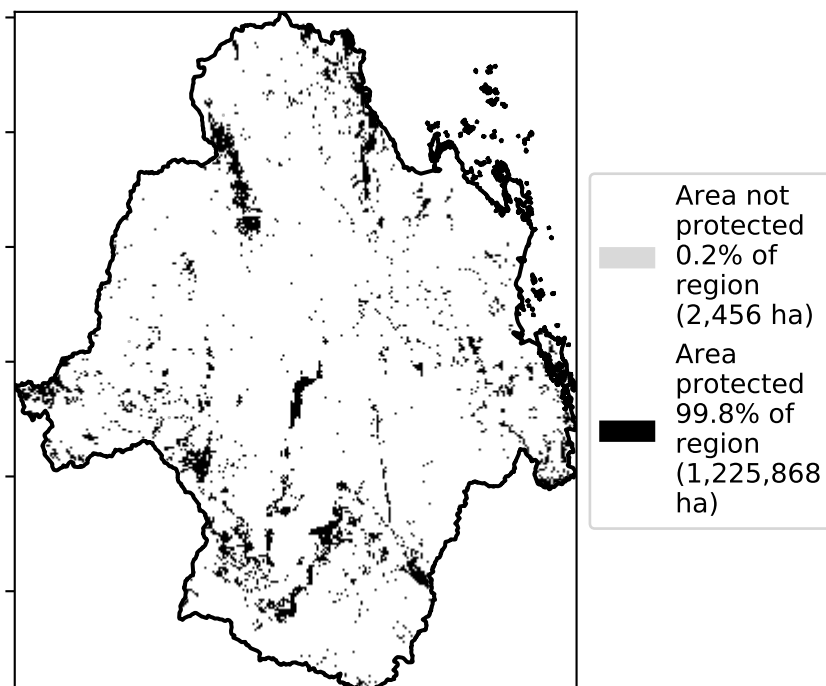 Area not
protected
0.2% of
region
(2,456 ha)
Area
protected
99.8% of
region
(1,225,868
ha)